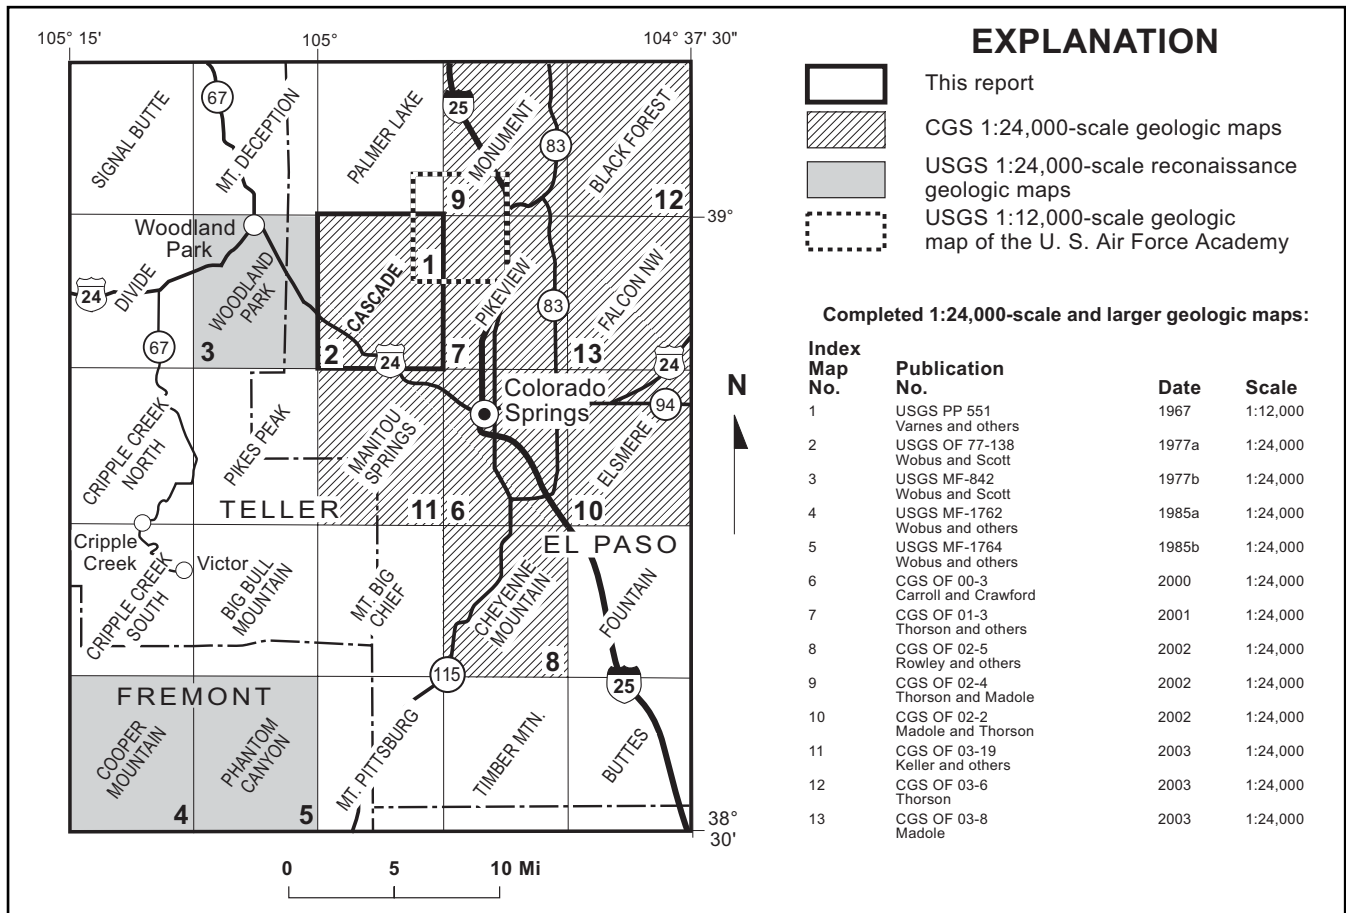 105° 15'
105°
104° 37' 30"
SIGNAL BUTTE
67
MT. DECEPTION
PALMER LAKE
25
MONUMENT
83
BLACK FOREST
9
12
39°
Woodland
Park
24
DIVIDE
67
WOODLAND
PARK
3
CASCADE
1
2
24
PIKEVIEW
7
83
FALCON NW
13
24
Colorado
Springs
94
CRIPPLE CREEK
NORTH
PIKES PEAK
MANITOU
SPRINGS
ELSMERE
TELLER
11
6
10
EL PASO
Cripple
Creek
Victor
CRIPPLE CREEK
SOUTH
BIG BULL
MOUNTAIN
MT. BIG
CHIEF
CHEYENNE
MOUNTAIN
FOUNTAIN
8
115
25
FREMONT
COOPER
MOUNTAIN
PHANTOM
CANYON
MT. PITTSBURG
TIMBER MTN.
BUTTES
4
5
38°
30'
0 5 10 Mi
N
EXPLANATION
This report
CGS 1:24,000-scale geologic maps
USGS 1:24,000-scale reconaissance
geologic maps
USGS 1:12,000-scale geologic
map of the U. S. Air Force Academy
Completed 1:24,000-scale and larger geologic maps:
Index
Map Publication
No. No. Date Scale
1 USGS PP 551 1967 1:12,000
Varnes and others
2 USGS OF 77-138 1977a 1:24,000
Wobus and Scott
3 USGS MF-842 1977b 1:24,000
Wobus and Scott
4 USGS MF-1762 1985a 1:24,000
Wobus and others
5 USGS MF-1764 1985b 1:24,000
Wobus and others
6 CGS OF 00-3 2000 1:24,000
Carroll and Crawford
7 CGS OF 01-3 2001 1:24,000
Thorson and others
8 CGS OF 02-5 2002 1:24,000
Rowley and others
9 CGS OF 02-4 2002 1:24,000
Thorson and Madole
10 CGS OF 02-2 2002 1:24,000
Madole and Thorson
11 CGS OF 03-19 2003 1:24,000
Keller and others
12 CGS OF 03-6 2003 1:24,000
Thorson
13 CGS OF 03-8 2003 1:24,000
Madole